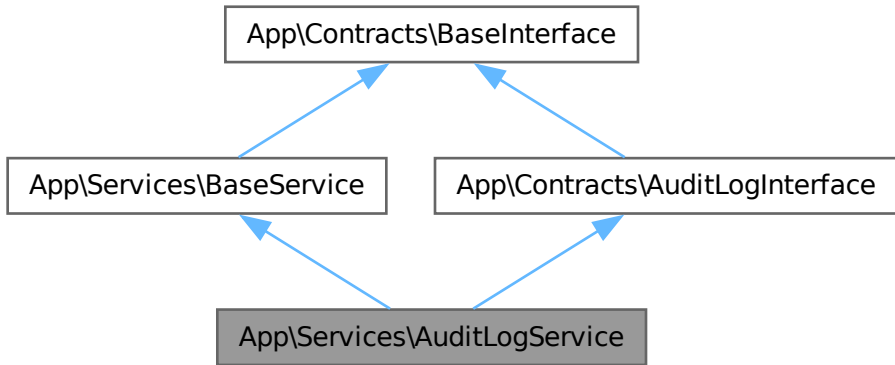 App\Contracts\BaseInterface
App\Services\BaseService
App\Contracts\AuditLogInterface
App\Services\AuditLogService